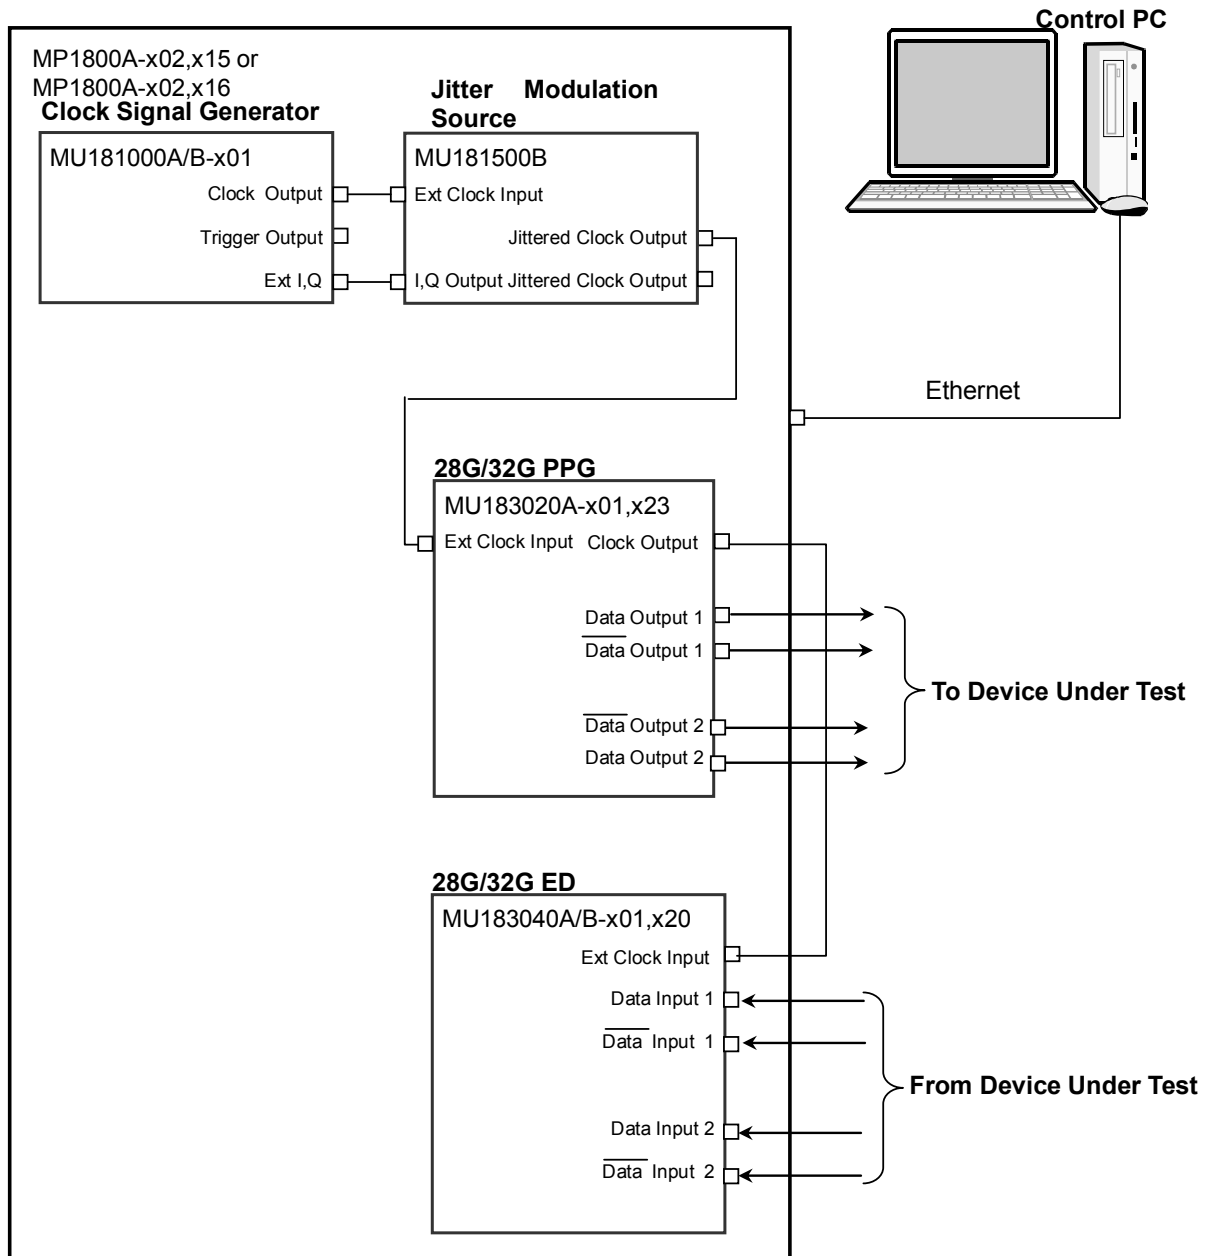 Control PC
MP1800A-x02,x15 or
MP1800A-x02,x16
Clock Signal Generator
Jitter Modulation
Source
MU181000A/B-x01
Clock Output
Trigger Output
Ext I,Q
MU181500B
Ext Clock Input
Jittered Clock Output
I,Q Output Jittered Clock Output
Ethernet
28G/32G PPG
MU183020A-x01,x23
Ext Clock Input Clock Output
Data Output 1
Data Output 1
Data Output 2
Data Output 2
To Device Under Test
28G/32G ED
MU183040A/B-x01,x20
Ext Clock Input
Data Input 1
Data Input 1
Data Input 2
Data Input 2
From Device Under Test